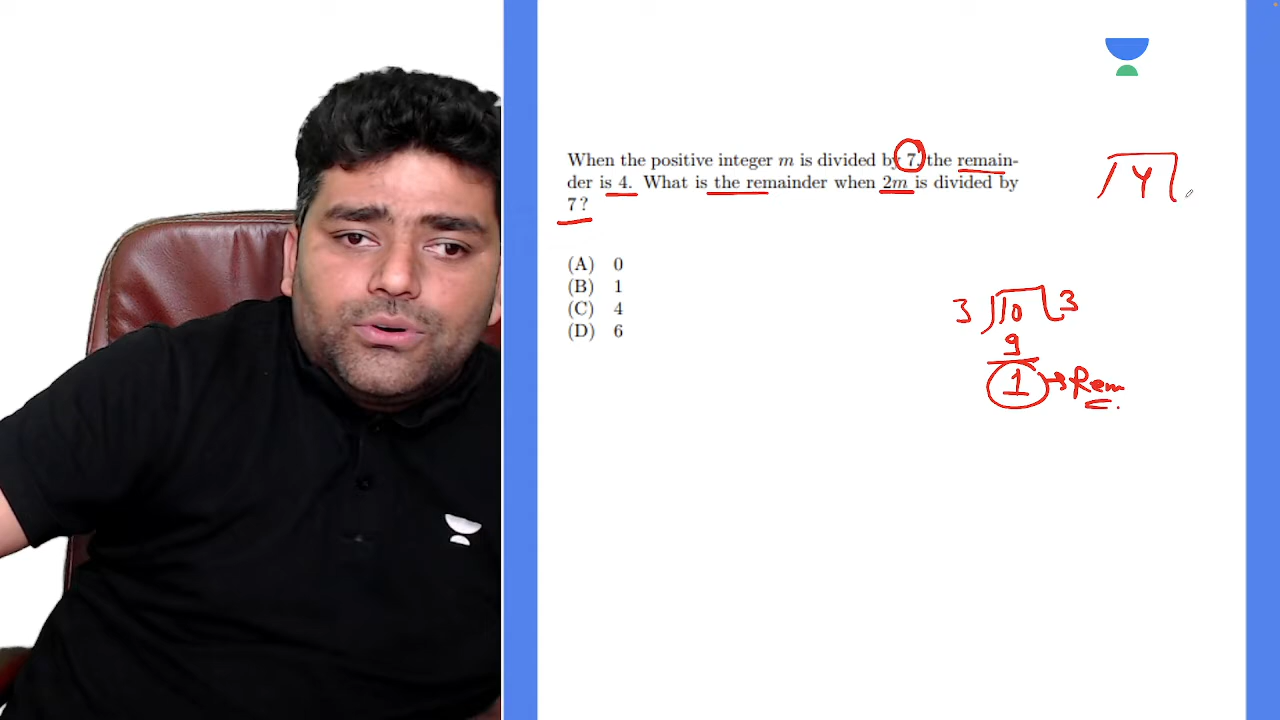 When the positive integer m is divided by 7, the remain-
der is 4. What is the remainder when 2m is divided by
7?
(A) 0
(B) 1
(C) 4
(D) 6
Y
3 10 3
9
1 → Rem